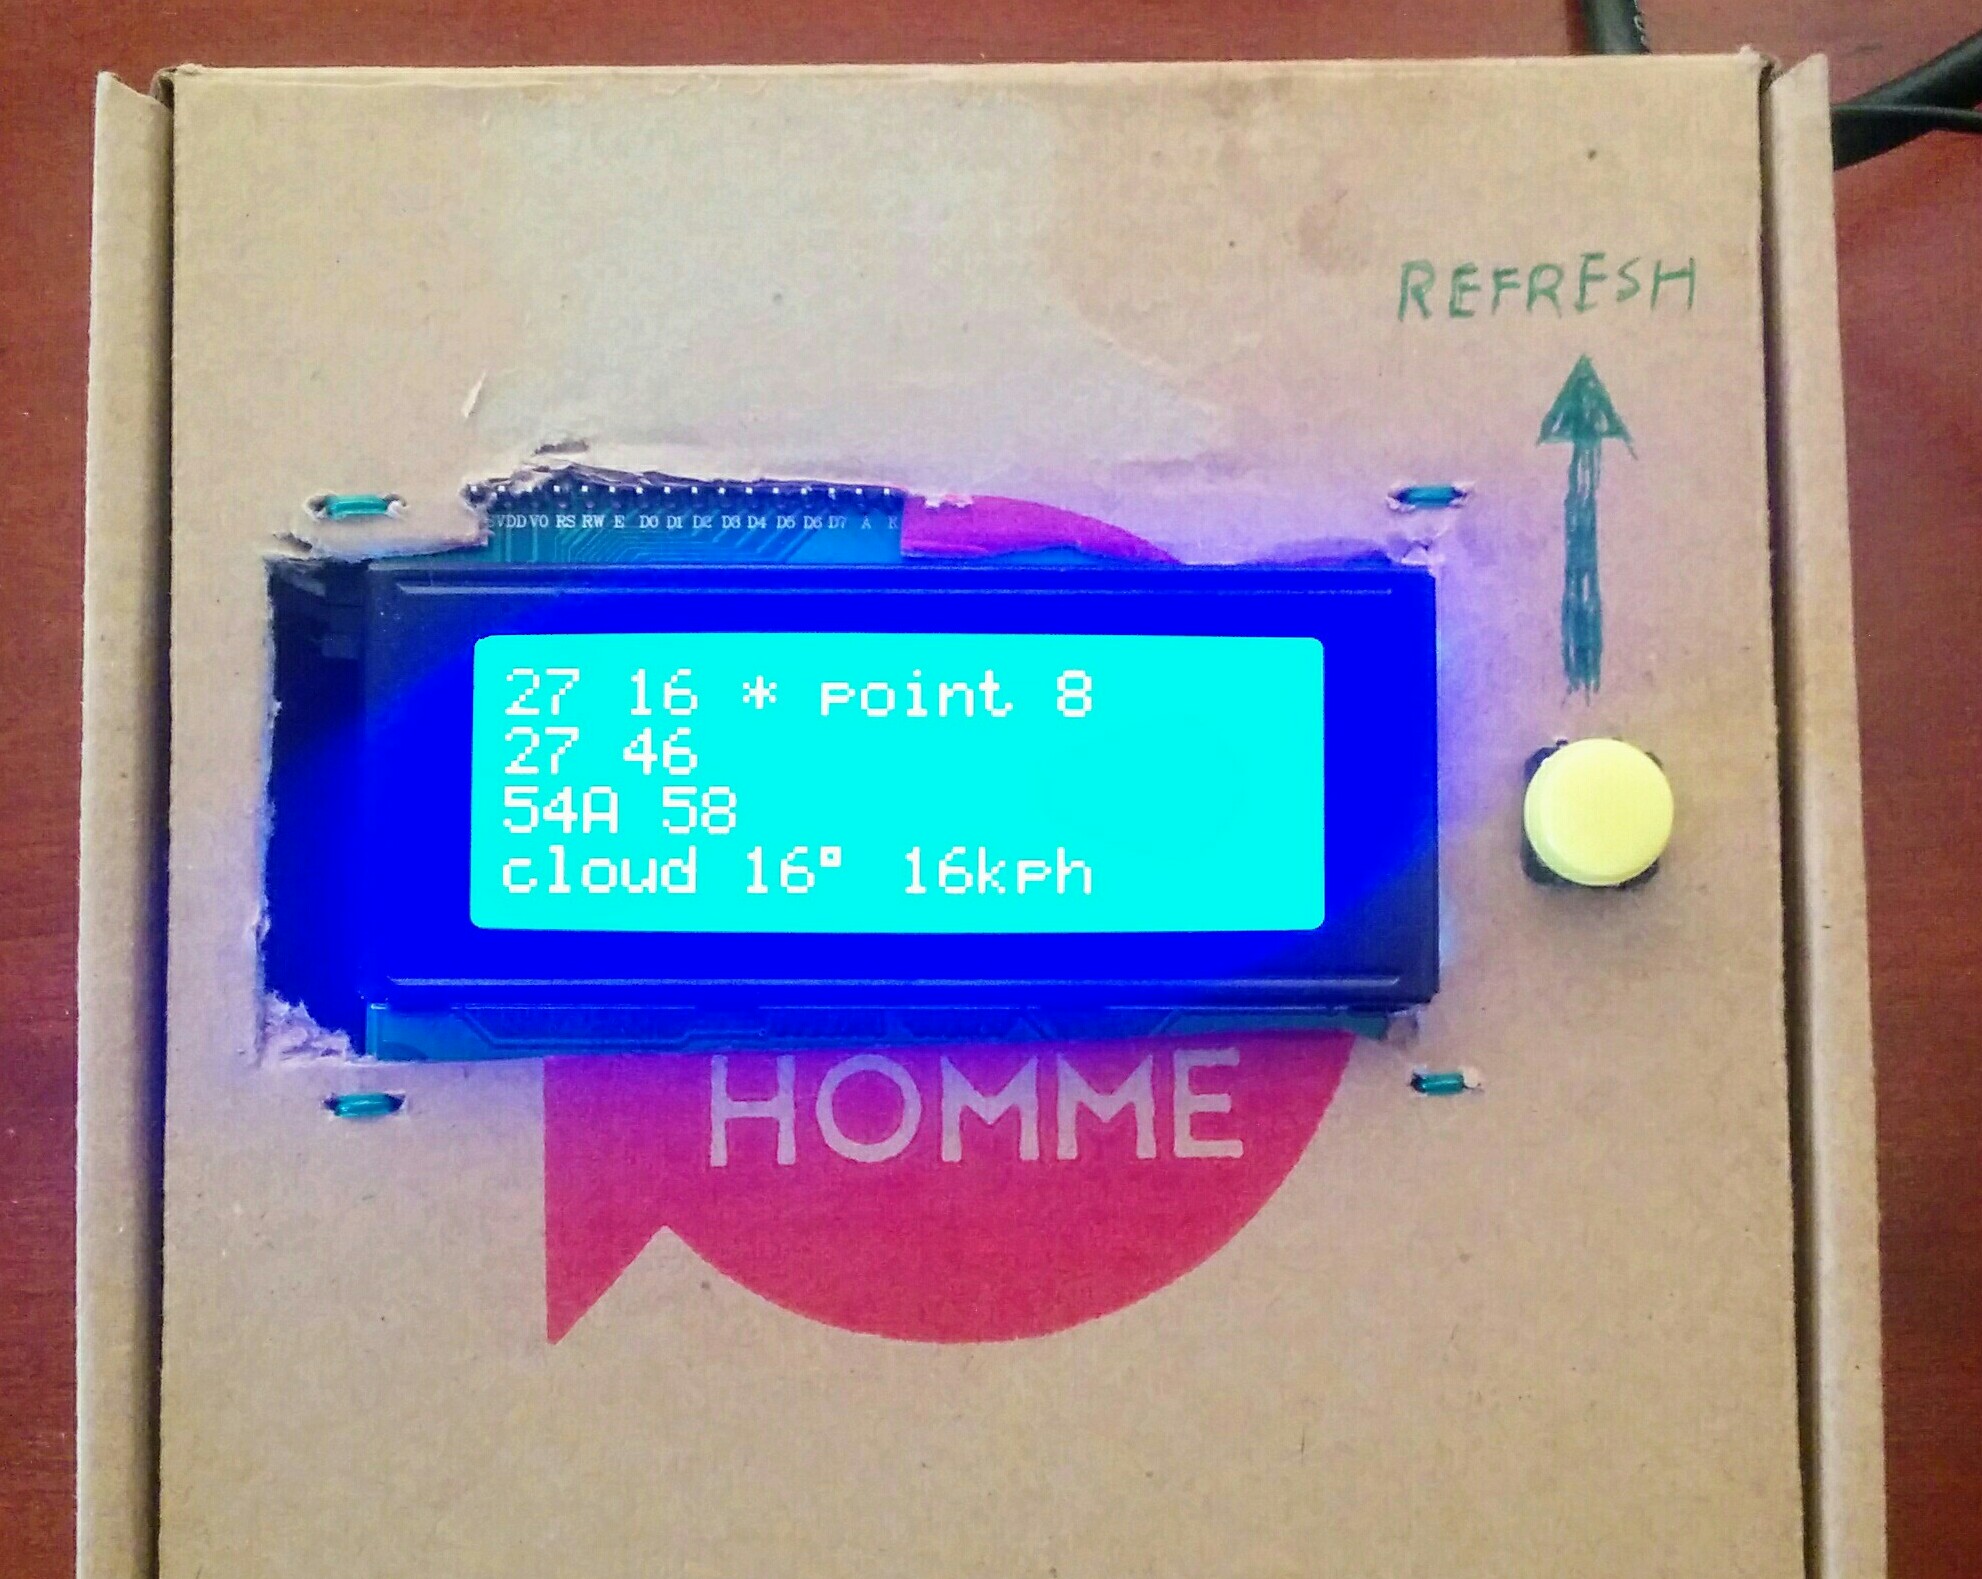 REFRESH
VDD VO RS RW E D0 D1 D2 D3 D4 D5 D6 D7 A K
27 16 * point 8
27 46
54A 58
cloud 16° 16kph
HOMME